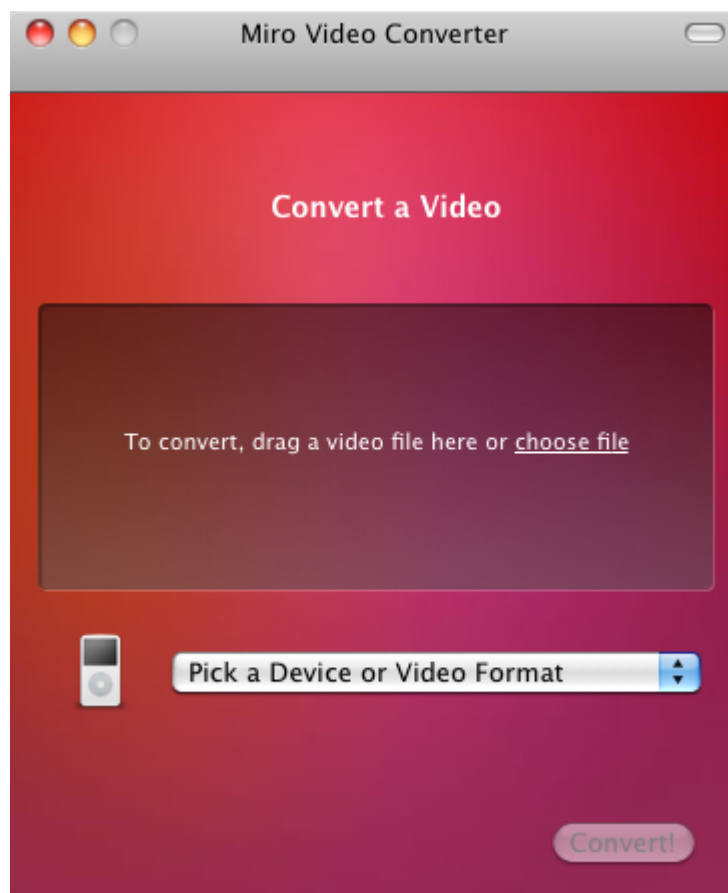 Miro Video Converter
Convert a Video
To convert, drag a video file here or choose file
Pick a Device or Video Format
Convert!